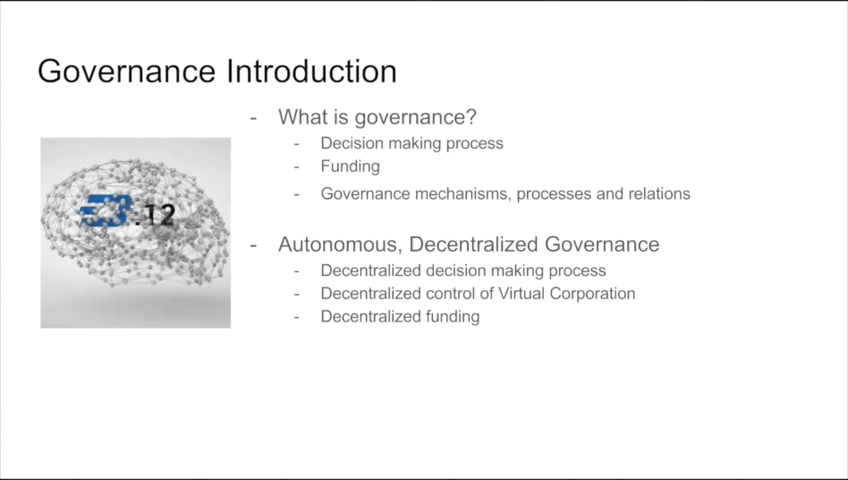 Governance Introduction
- What is governance?
- Decision making process
- Funding
- Governance mechanisms, processes and relations
.12
- Autonomous, Decentralized Governance
- Decentralized decision making process
- Decentralized control of Virtual Corporation
- Decentralized funding